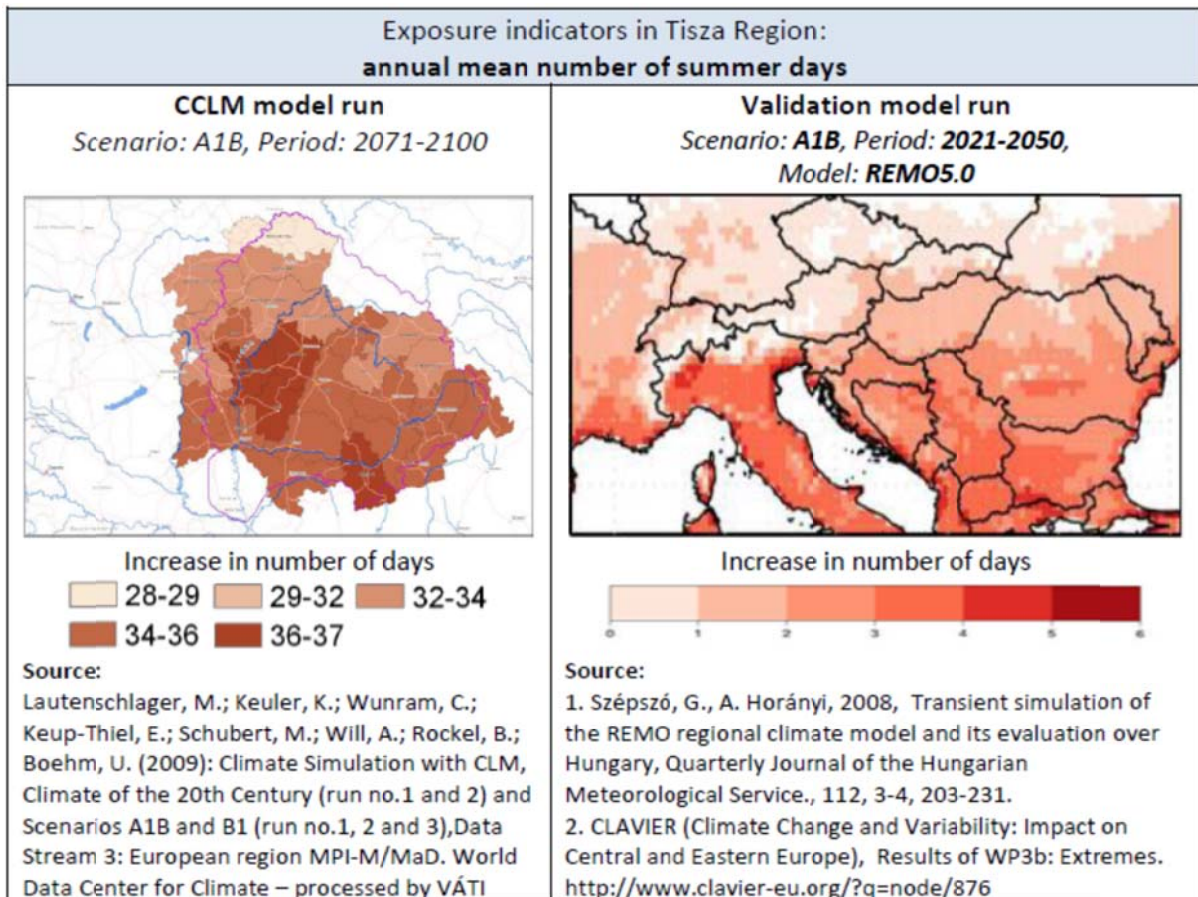 Exposure indicators in Tisza Region:
annual mean number of summer days
CCLM model run
Scenario: A1B, Period: 2071-2100
Increase in number of days
28-29 29-32 32-34
34-36 36-37
Source:
Lautenschlager, M.; Keuler, K.; Wunram, C.;
Keup-Thiel, E.; Schubert, M.; Will, A.; Rockel, B.;
Boehm, U. (2009): Climate Simulation with CLM,
Climate of the 20th Century (run no.1 and 2) and
Scenarios A1B and B1 (run no.1, 2 and 3),Data
Stream 3: European region MPI-M/MaD. World
Data Center for Climate – processed by VÁTI
Validation model run
Scenario: A1B, Period: 2021-2050,
Model: REMO5.0
Increase in number of days
0 1 2 3 4 5 6
Source:
1. Szépszó, G., A. Horányi, 2008, Transient simulation of
the REMO regional climate model and its evaluation over
Hungary, Quarterly Journal of the Hungarian
Meteorological Service., 112, 3-4, 203-231.
2. CLAVIER (Climate Change and Variability: Impact on
Central and Eastern Europe), Results of WP3b: Extremes.
http://www.clavier-eu.org/?q=node/876